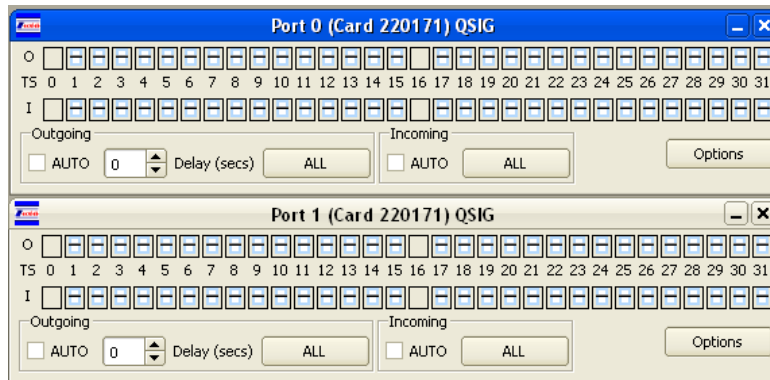 Port 0 (Card 220171) QSIG
O
TS 0 1 2 3 4 5 6 7 8 9 10 11 12 13 14 15 16 17 18 19 20 21 22 23 24 25 26 27 28 29 30 31
I
Outgoing Incoming
AUTO 0 Delay (secs) ALL AUTO ALL Options
Port 1 (Card 220171) QSIG
O
TS 0 1 2 3 4 5 6 7 8 9 10 11 12 13 14 15 16 17 18 19 20 21 22 23 24 25 26 27 28 29 30 31
I
Outgoing Incoming
AUTO 0 Delay (secs) ALL AUTO ALL Options